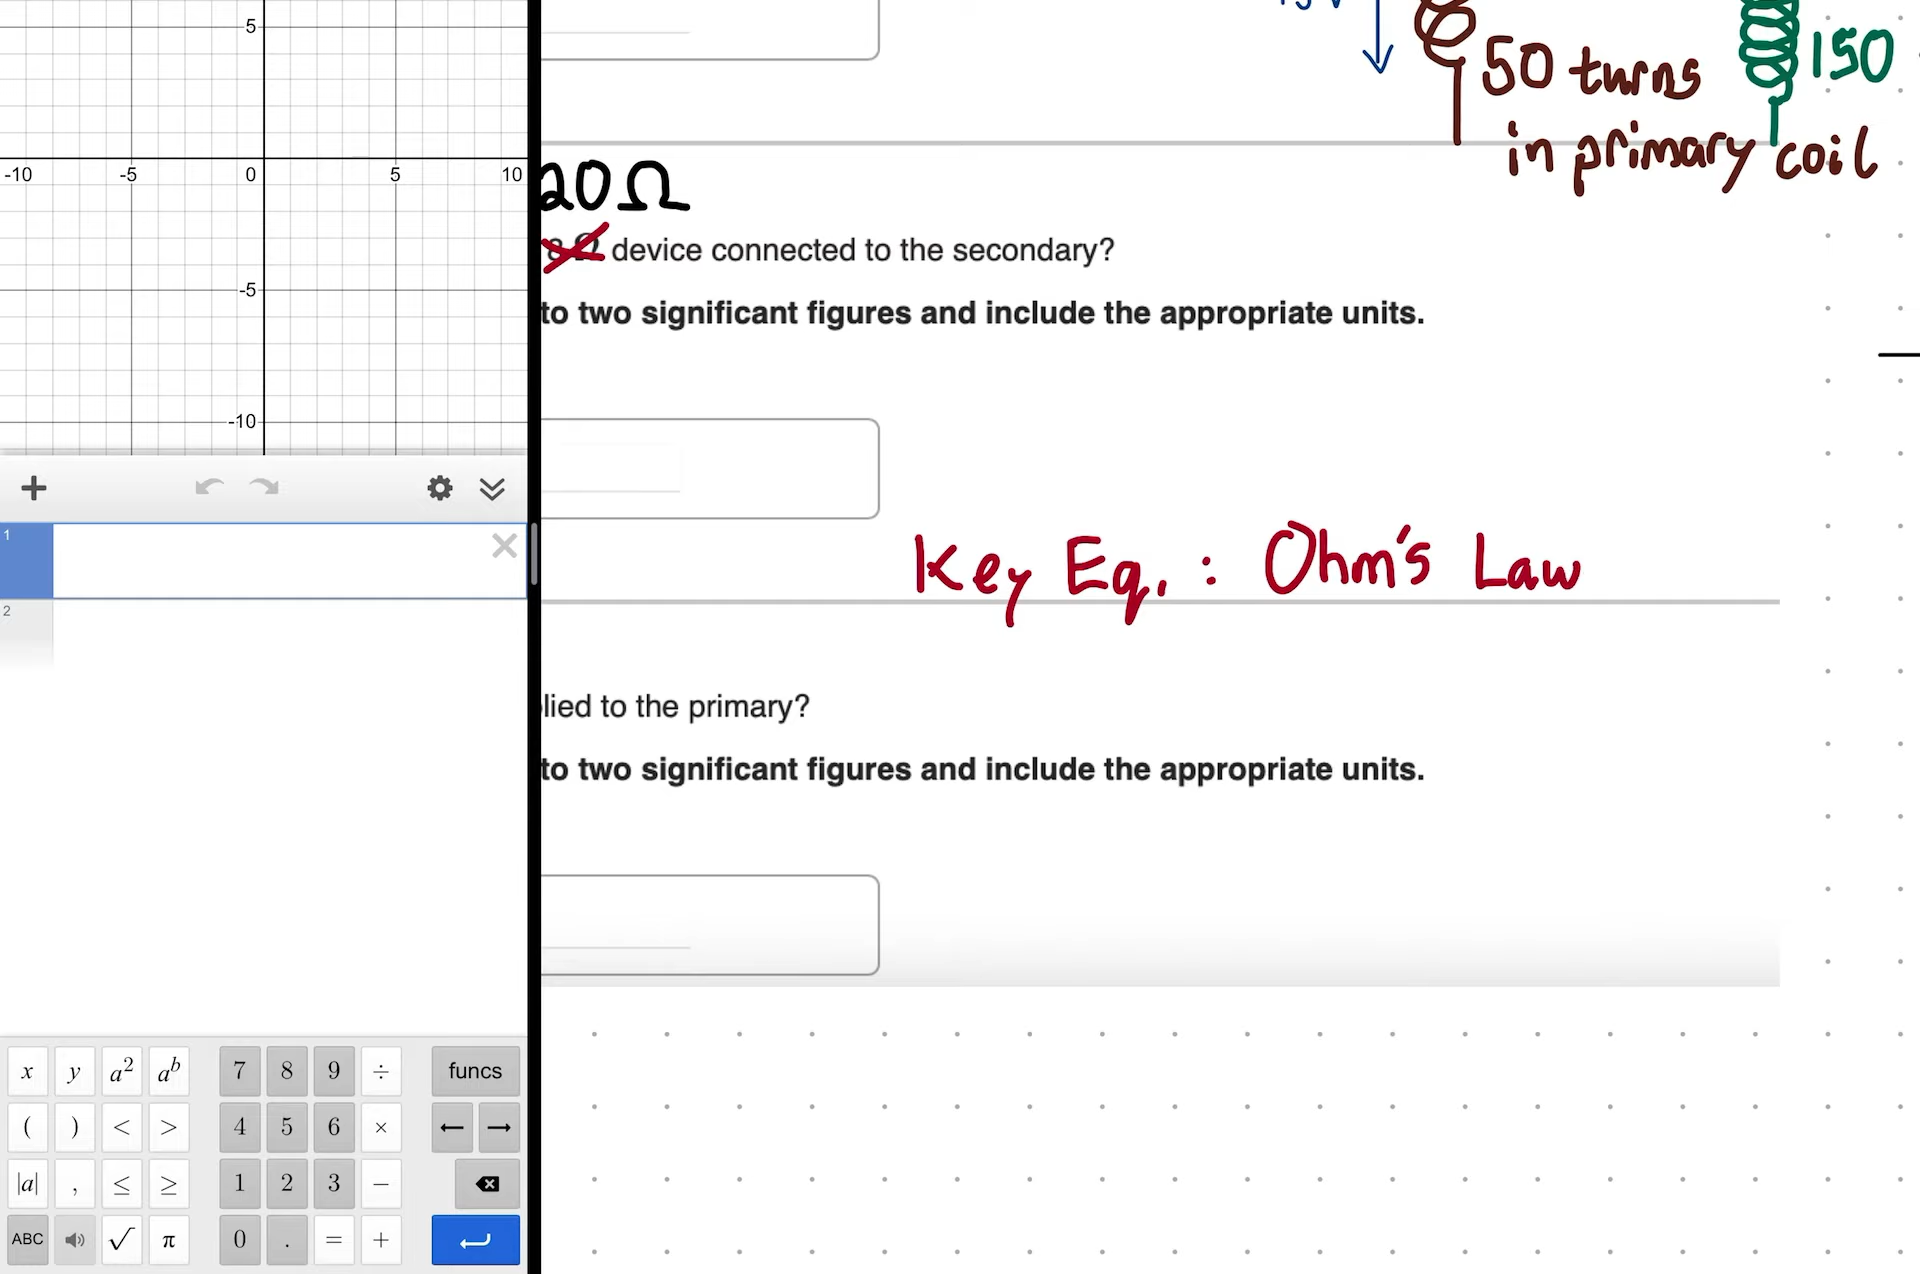 5
-10 -5 0 5 10
-5
-10
1
2
x y a² aᵇ 7 8 9 ÷ funcs
( ) < > 4 5 6 × ← →
|a| , ≤ ≥ 1 2 3 −
ABC √ π 0 . = +
50 turns
150
in primary coil
20Ω
8 Ω device connected to the secondary?
to two significant figures and include the appropriate units.
Key Eq. : Ohm's Law
lied to the primary?
to two significant figures and include the appropriate units.